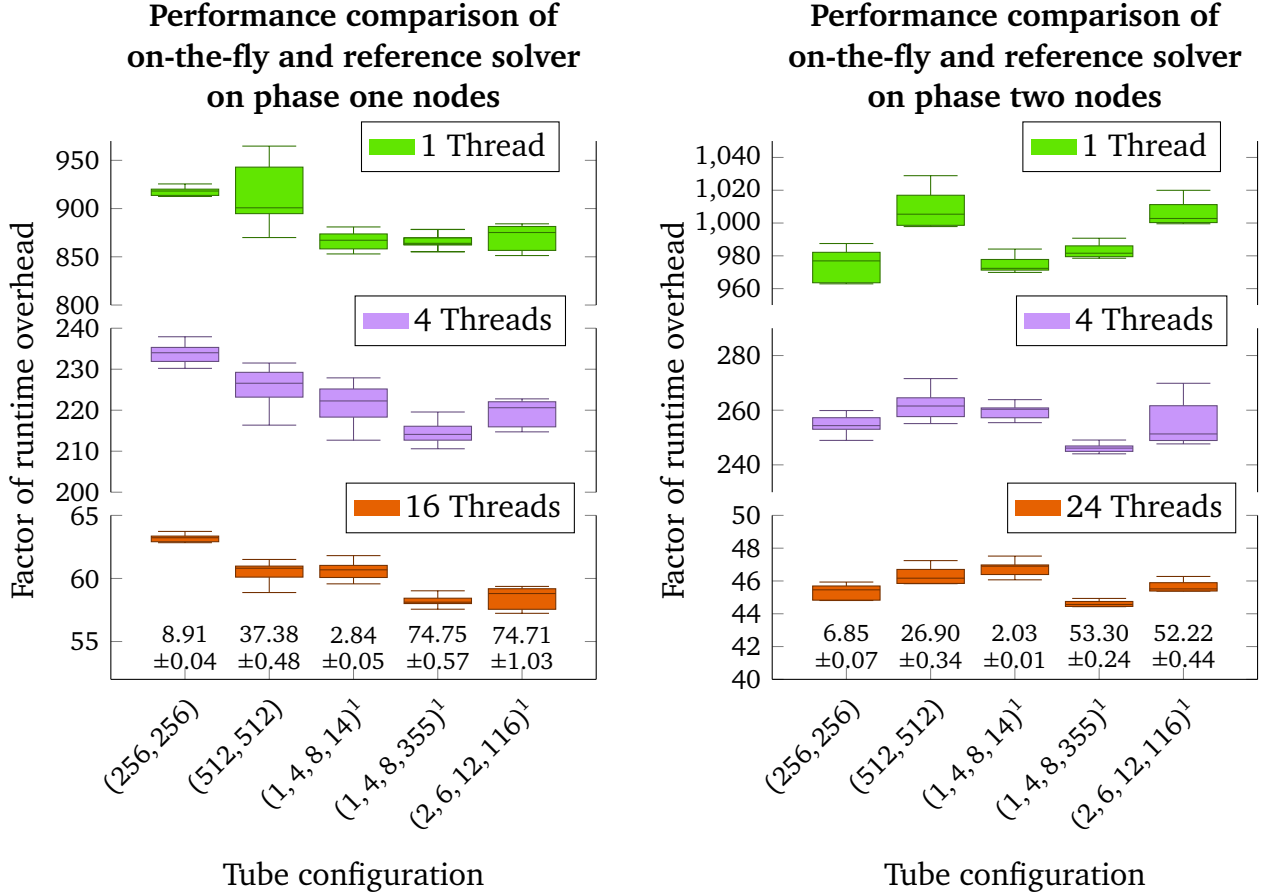 Performance comparison of
on-the-fly and reference solver
on phase one nodes
Factor of runtime overhead
1 Thread
950
900
850
800
4 Threads
240
230
220
210
200
16 Threads
65
60
55
8.91 37.38 2.84 74.75 74.71
±0.04 ±0.48 ±0.05 ±0.57 ±1.03
(256, 256)
(512, 512)
(1, 4, 8, 14)¹
(1, 4, 8, 355)¹
(2, 6, 12, 116)¹
Tube configuration
Performance comparison of
on-the-fly and reference solver
on phase two nodes
Factor of runtime overhead
1 Thread
1,040
1,020
1,000
980
960
4 Threads
280
260
240
24 Threads
50
48
46
44
42
40
6.85 26.90 2.03 53.30 52.22
±0.07 ±0.34 ±0.01 ±0.24 ±0.44
(256, 256)
(512, 512)
(1, 4, 8, 14)¹
(1, 4, 8, 355)¹
(2, 6, 12, 116)¹
Tube configuration